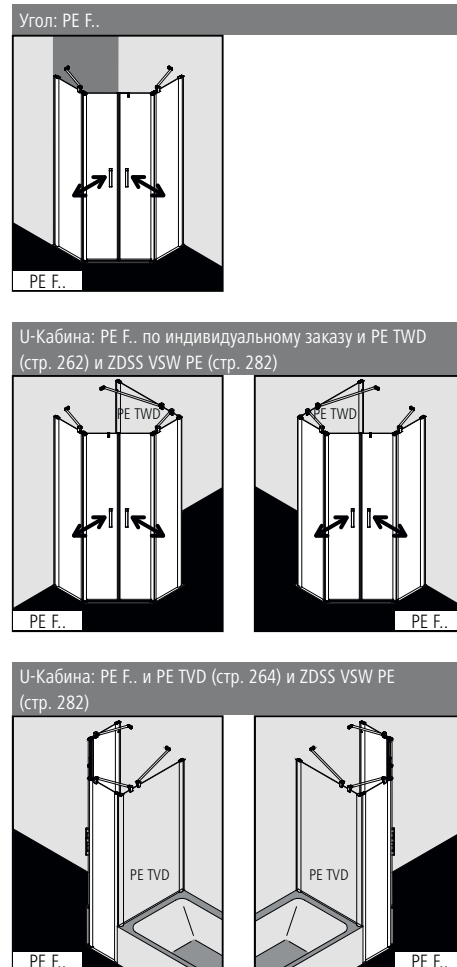 Угол: PE F..
PE F..
U-Кабина: PE F.. по индивидуальному заказу и PE TWD
(стр. 262) и ZDSS VSW PE (стр. 282)
PE TWD
PE TWD
PE F..
PE F..
U-Кабина: PE F.. и PE TVD (стр. 264) и ZDSS VSW PE
(стр. 282)
PE TVD
PE TVD
PE F..
PE F..